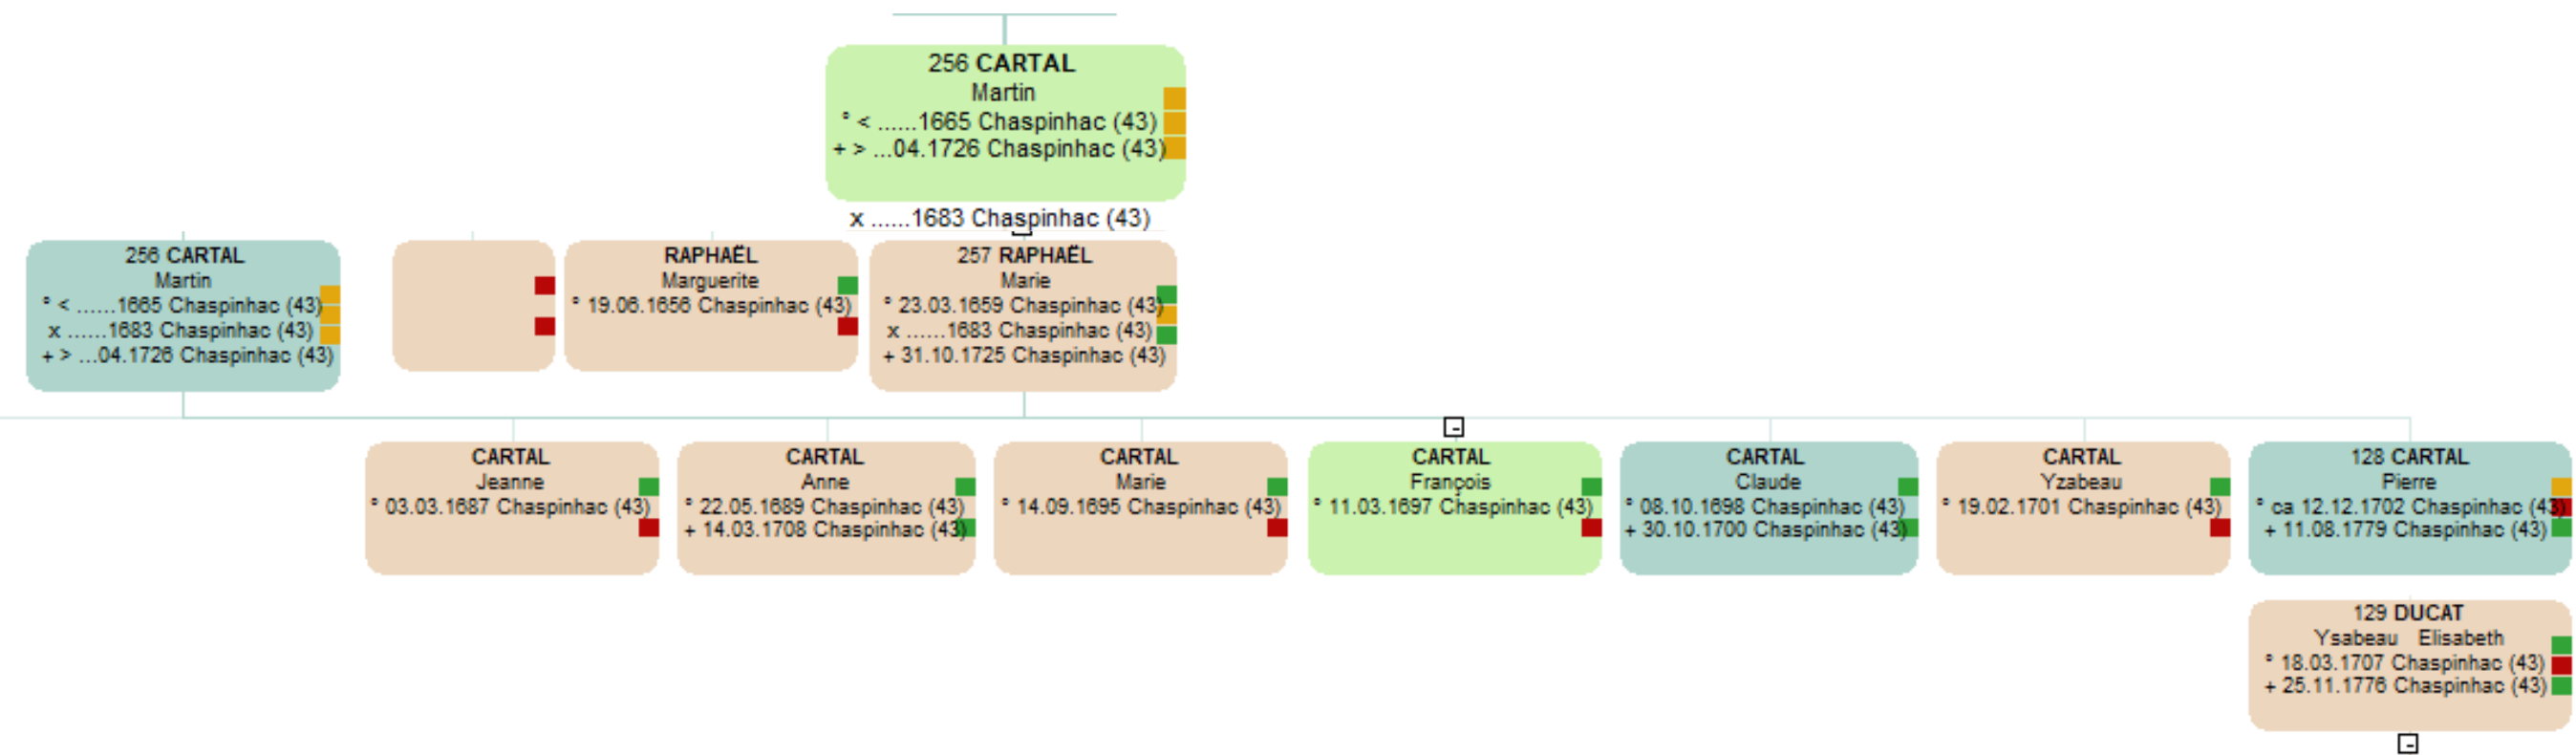 256 CARTAL
Martin
° < ......1665 Chaspinhac (43)
+ > ...04.1726 Chaspinhac (43)
x ......1683 Chaspinhac (43)
256 CARTAL
Martin
° < ......1665 Chaspinhac (43)
x ......1683 Chaspinhac (43)
+ > ...04.1726 Chaspinhac (43)
RAPHAËL
Marguerite
° 19.06.1656 Chaspinhac (43)
257 RAPHAËL
Marie
° 23.03.1659 Chaspinhac (43)
x ......1683 Chaspinhac (43)
+ 31.10.1725 Chaspinhac (43)
CARTAL
Jeanne
° 03.03.1687 Chaspinhac (43)
CARTAL
Anne
° 22.05.1689 Chaspinhac (43)
+ 14.03.1708 Chaspinhac (43)
CARTAL
Marie
° 14.09.1695 Chaspinhac (43)
CARTAL
François
° 11.03.1697 Chaspinhac (43)
CARTAL
Claude
° 08.10.1698 Chaspinhac (43)
+ 30.10.1700 Chaspinhac (43)
CARTAL
Yzabeau
° 19.02.1701 Chaspinhac (43)
128 CARTAL
Pierre
° ca 12.12.1702 Chaspinhac (43)
+ 11.08.1779 Chaspinhac (43)
129 DUCAT
Ysabeau Elisabeth
° 18.03.1707 Chaspinhac (43)
+ 25.11.1776 Chaspinhac (43)